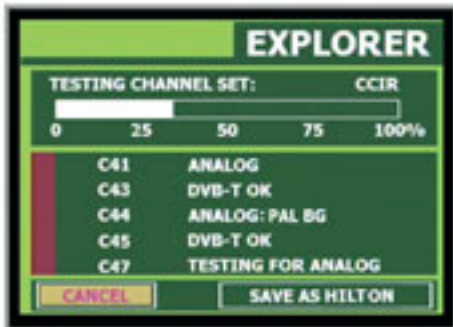 EXPLORER
TESTING CHANNEL SET: CCIR
0 25 50 75 100%
C41 ANALOG
C43 DVB-T OK
C44 ANALOG: PAL BG
C45 DVB-T OK
C47 TESTING FOR ANALOG
CANCEL SAVE AS HILTON